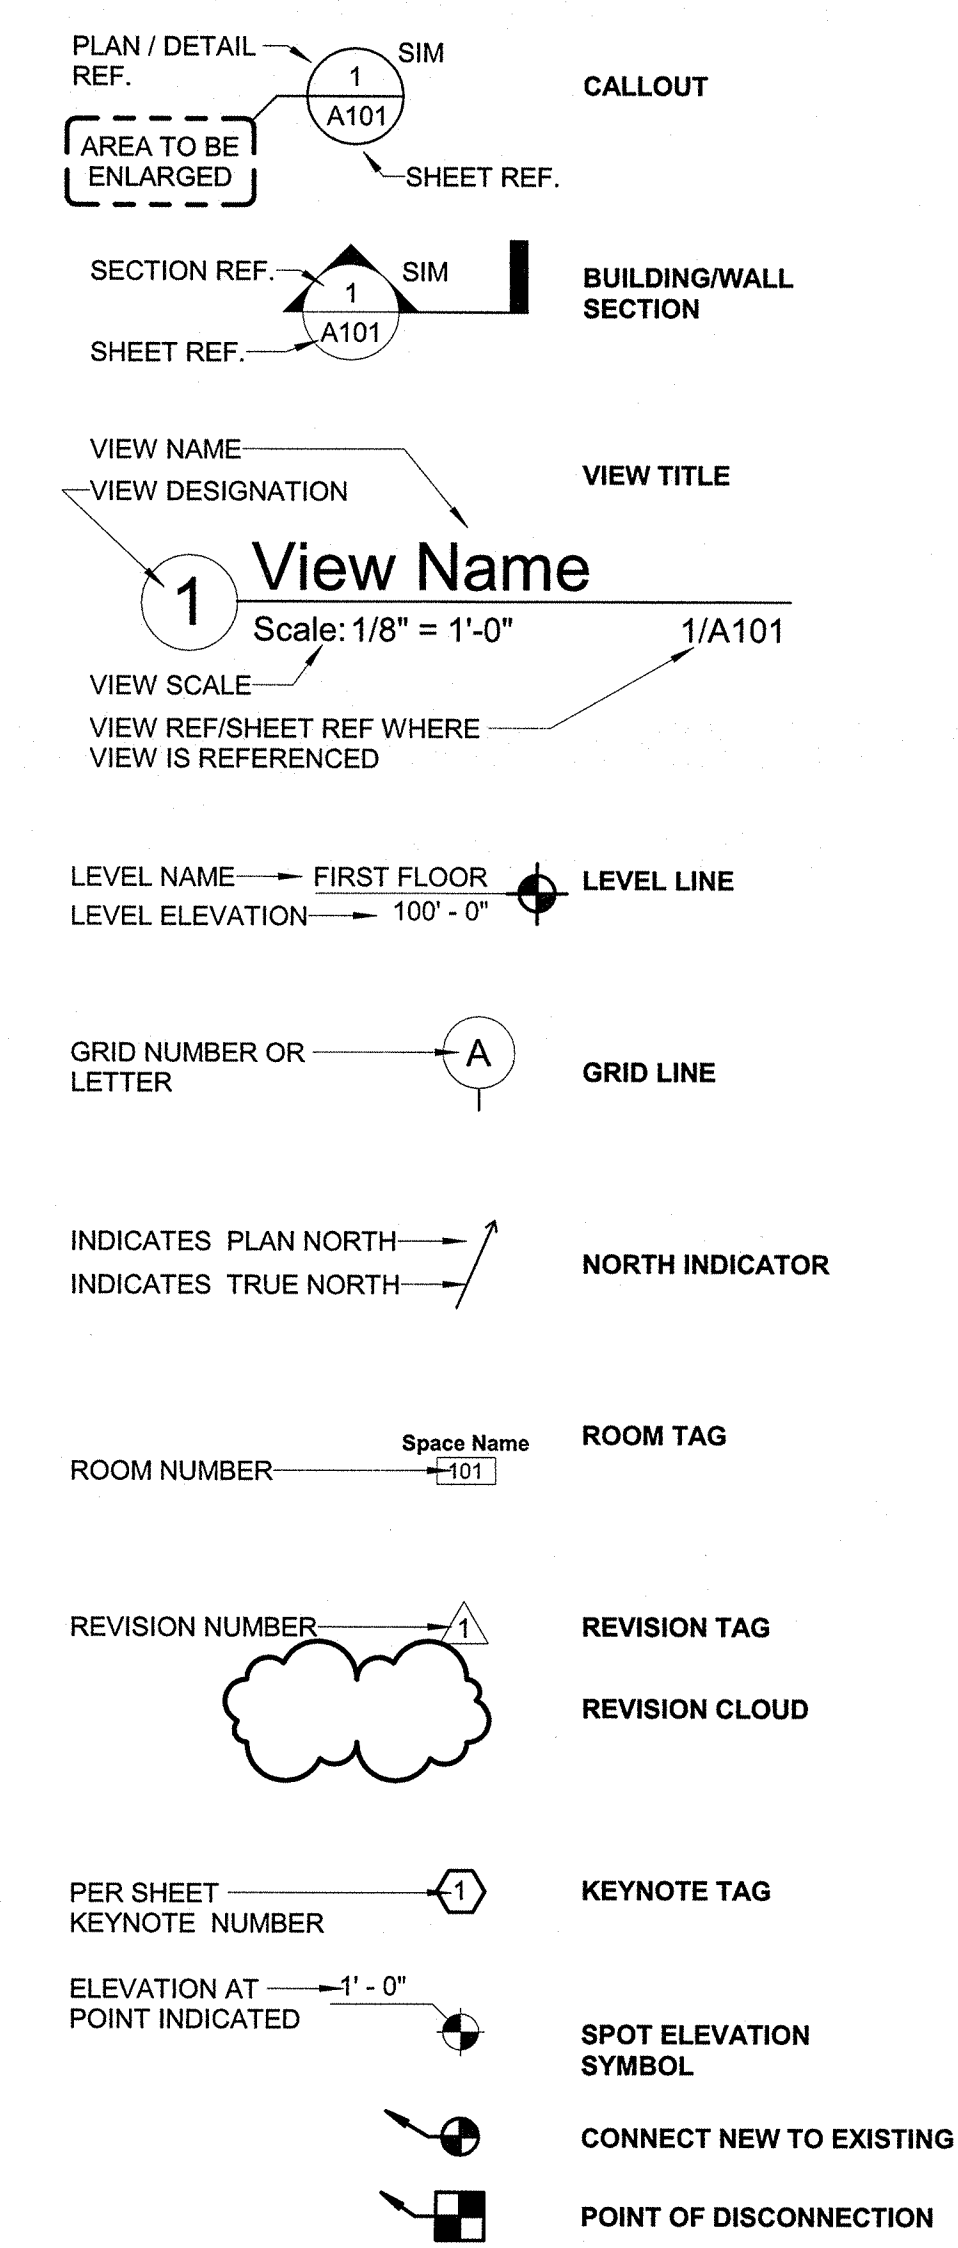 PLAN / DETAIL
REF.
SIM
1
A101
CALLOUT
AREA TO BE
ENLARGED
SHEET REF.
SECTION REF.
SIM
1
A101
SHEET REF.
BUILDING/WALL
SECTION
VIEW NAME
VIEW DESIGNATION
VIEW TITLE
1
View Name
Scale: 1/8" = 1'-0"
1/A101
VIEW SCALE
VIEW REF/SHEET REF WHERE
VIEW IS REFERENCED
LEVEL NAME
FIRST FLOOR
LEVEL LINE
LEVEL ELEVATION
100' - 0"
GRID NUMBER OR
LETTER
A
GRID LINE
INDICATES PLAN NORTH
INDICATES TRUE NORTH
NORTH INDICATOR
Space Name
ROOM TAG
ROOM NUMBER
101
REVISION NUMBER
1
REVISION TAG
REVISION CLOUD
PER SHEET
KEYNOTE NUMBER
1
KEYNOTE TAG
ELEVATION AT
POINT INDICATED
1' - 0"
SPOT ELEVATION
SYMBOL
CONNECT NEW TO EXISTING
POINT OF DISCONNECTION